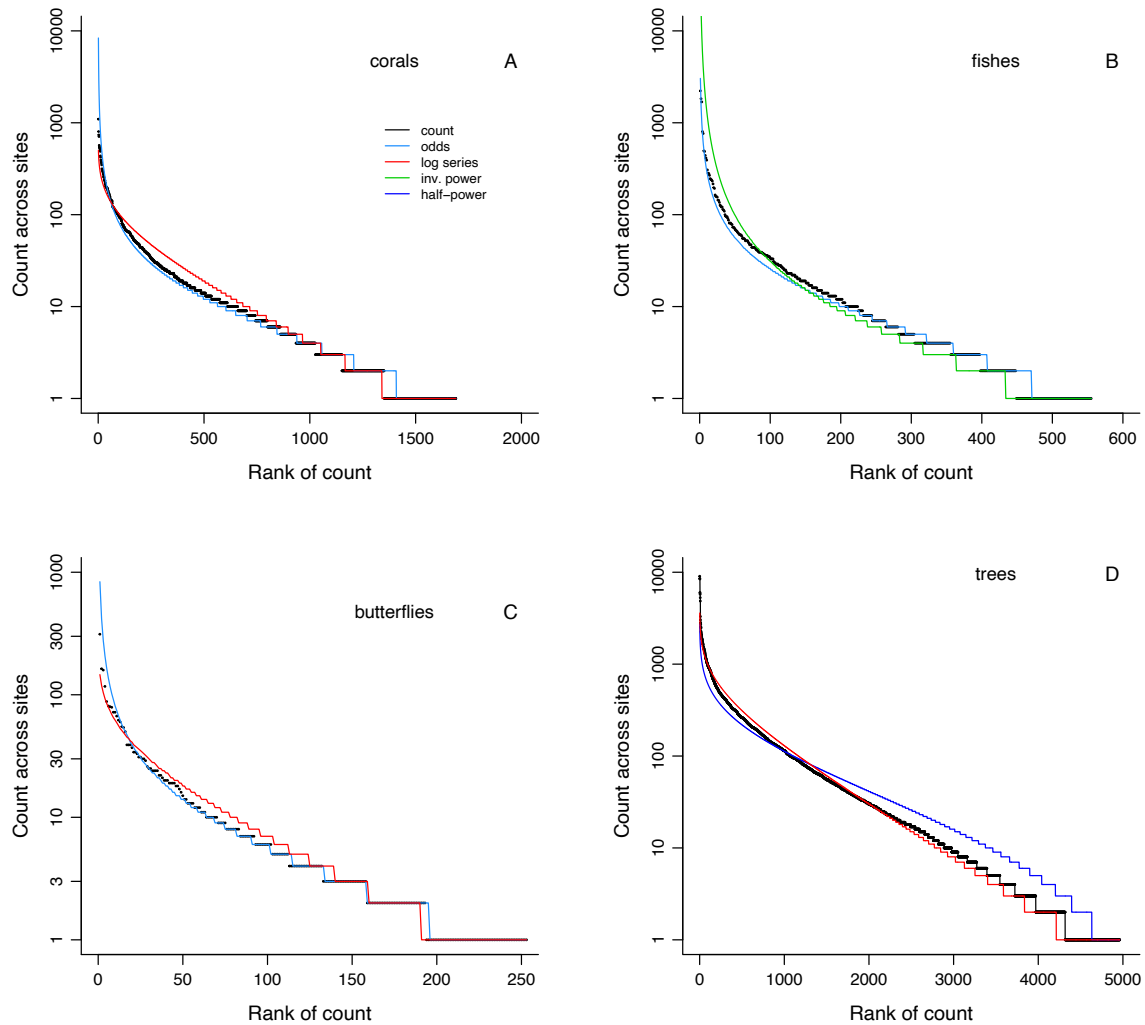 corals
A
count
odds
log series
inv. power
half−power
Count across sites
10000
1000
100
10
1
0 500 1000 1500 2000
Rank of count
fishes
B
Count across sites
10000
1000
100
10
1
0 100 200 300 400 500 600
Rank of count
butterflies
C
Count across sites
1000
300
100
30
10
3
1
0 50 100 150 200 250
Rank of count
trees
D
Count across sites
10000
1000
100
10
1
0 1000 2000 3000 4000 5000
Rank of count